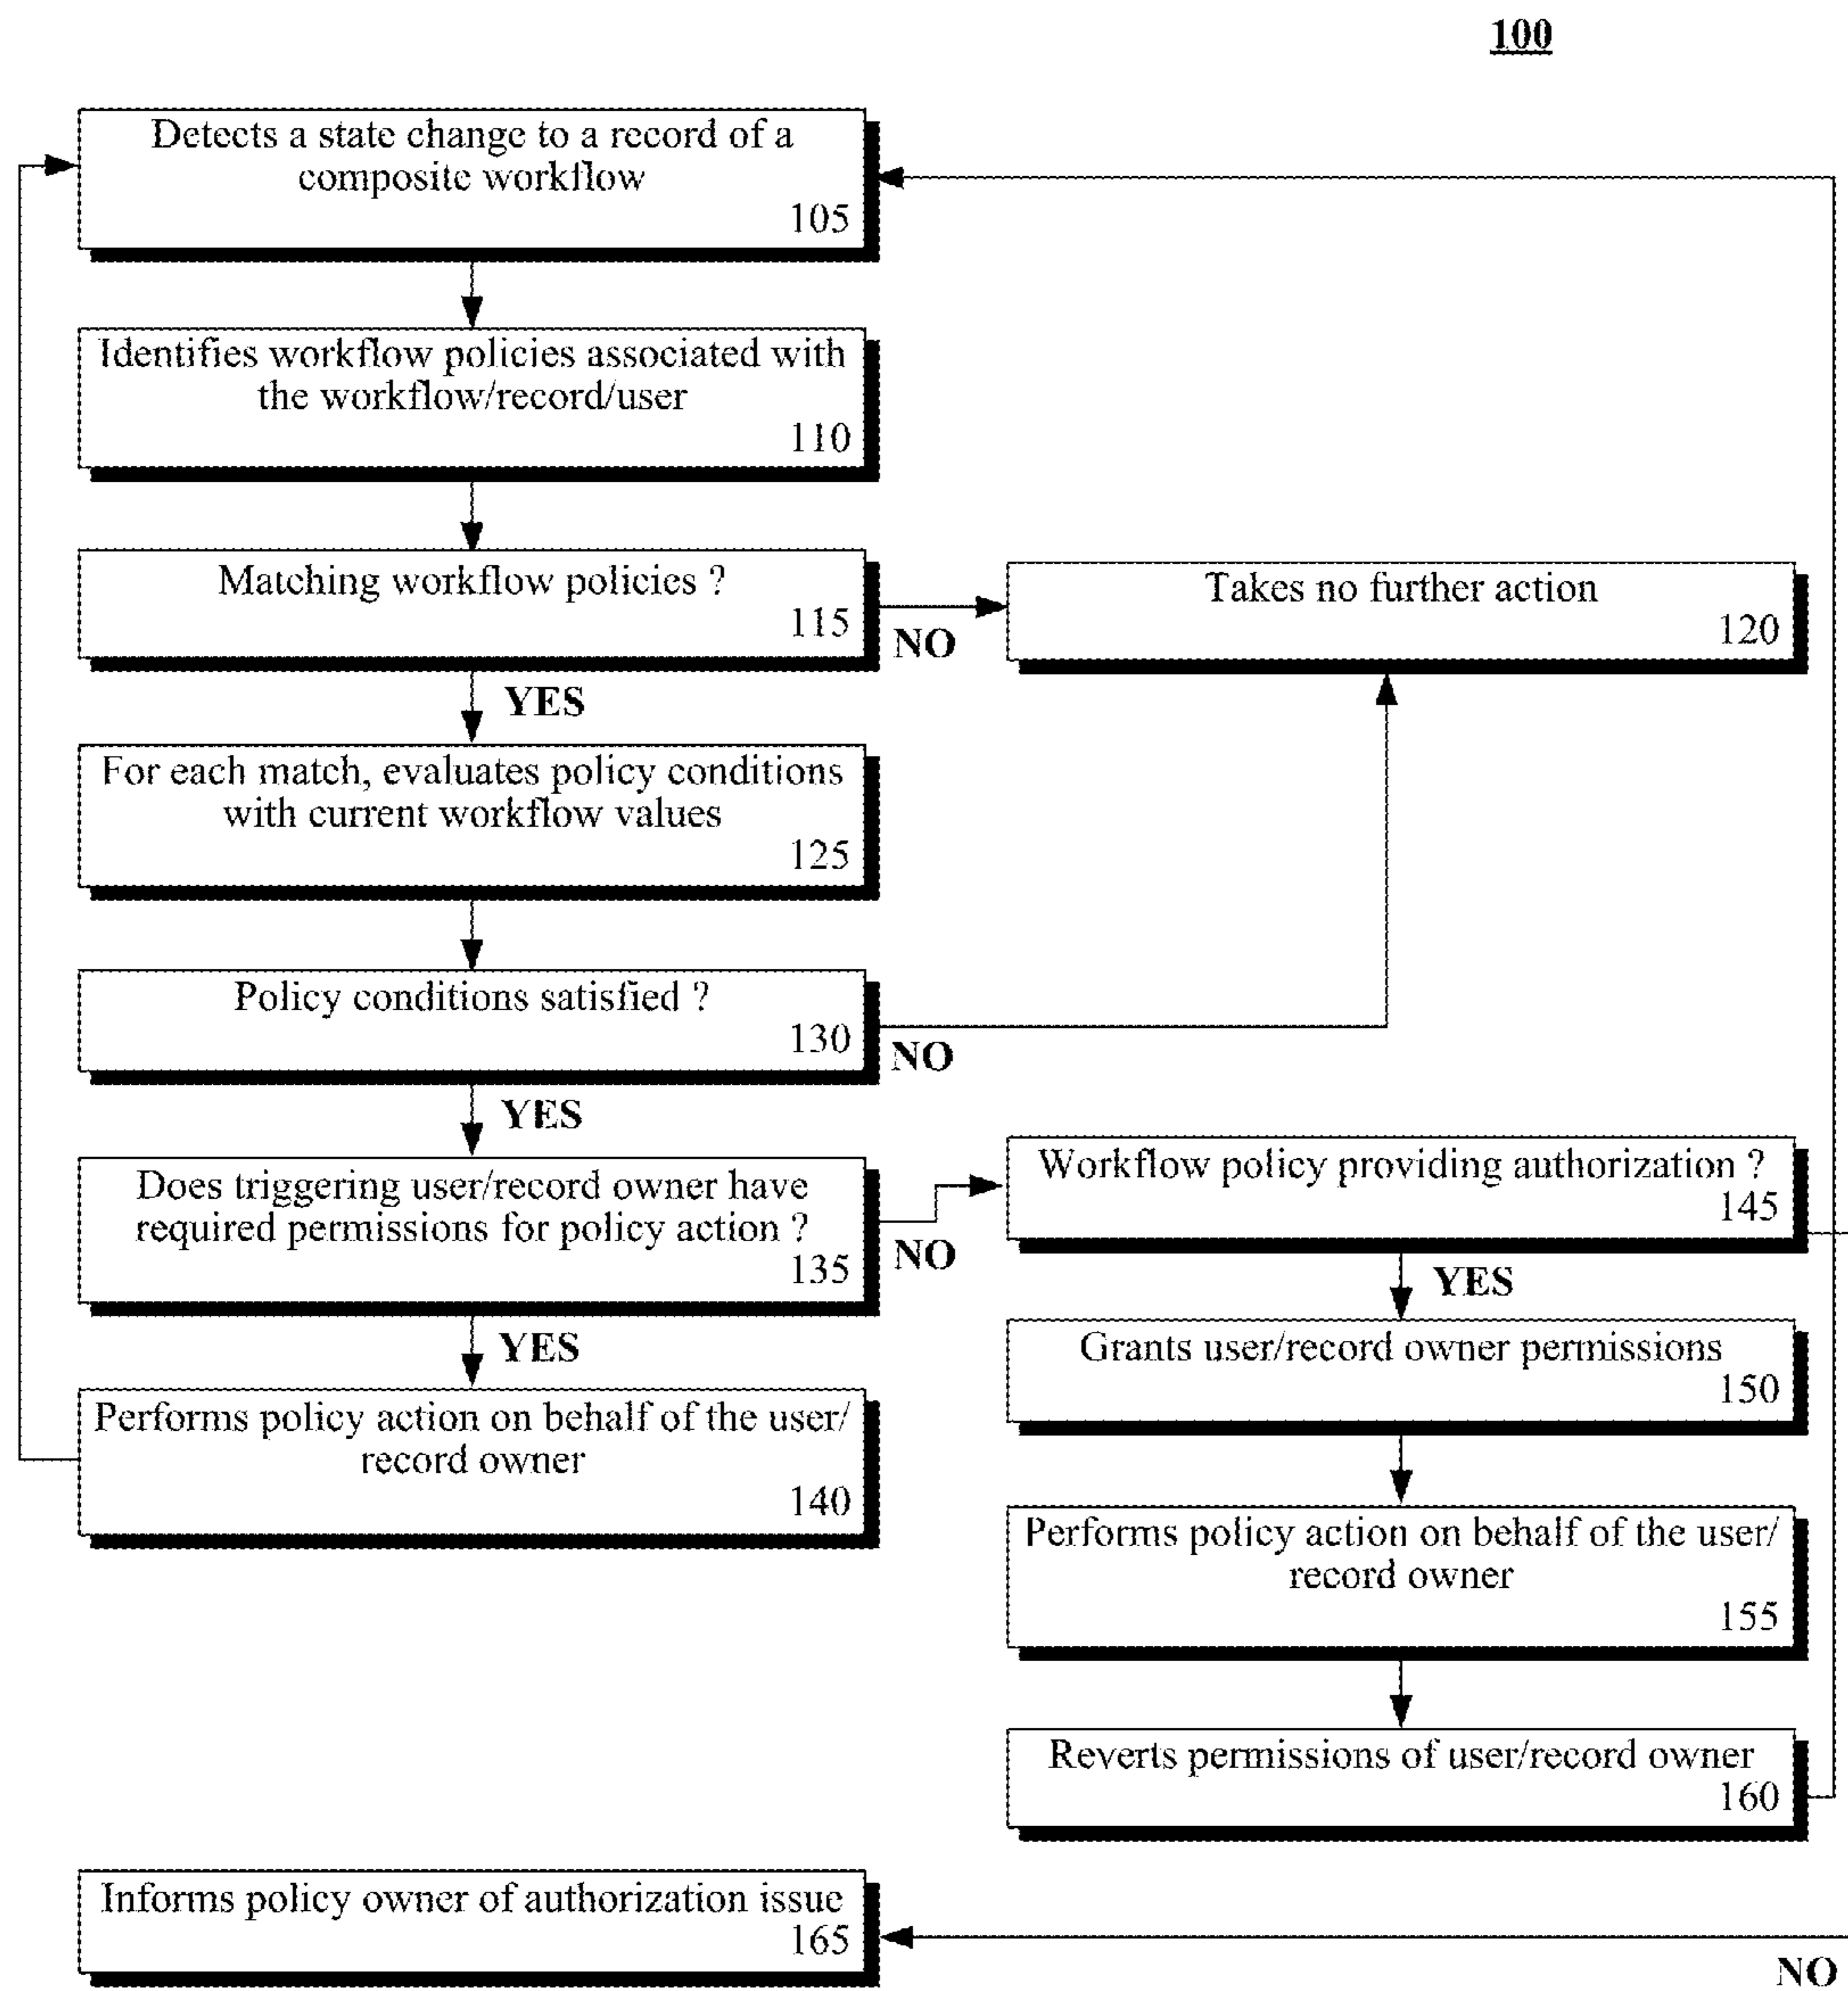 100
Detects a state change to a record of a
composite workflow
105
Identifies workflow policies associated with
the workflow/record/user
110
Matching workflow policies ?
115
NO
Takes no further action
120
YES
For each match, evaluates policy conditions
with current workflow values
125
Policy conditions satisfied ?
130
NO
YES
Does triggering user/record owner have
required permissions for policy action ?
135
NO
Workflow policy providing authorization ?
145
YES
Grants user/record owner permissions
150
YES
Performs policy action on behalf of the user/
record owner
140
Performs policy action on behalf of the user/
record owner
155
Reverts permissions of user/record owner
160
Informs policy owner of authorization issue
165
NO